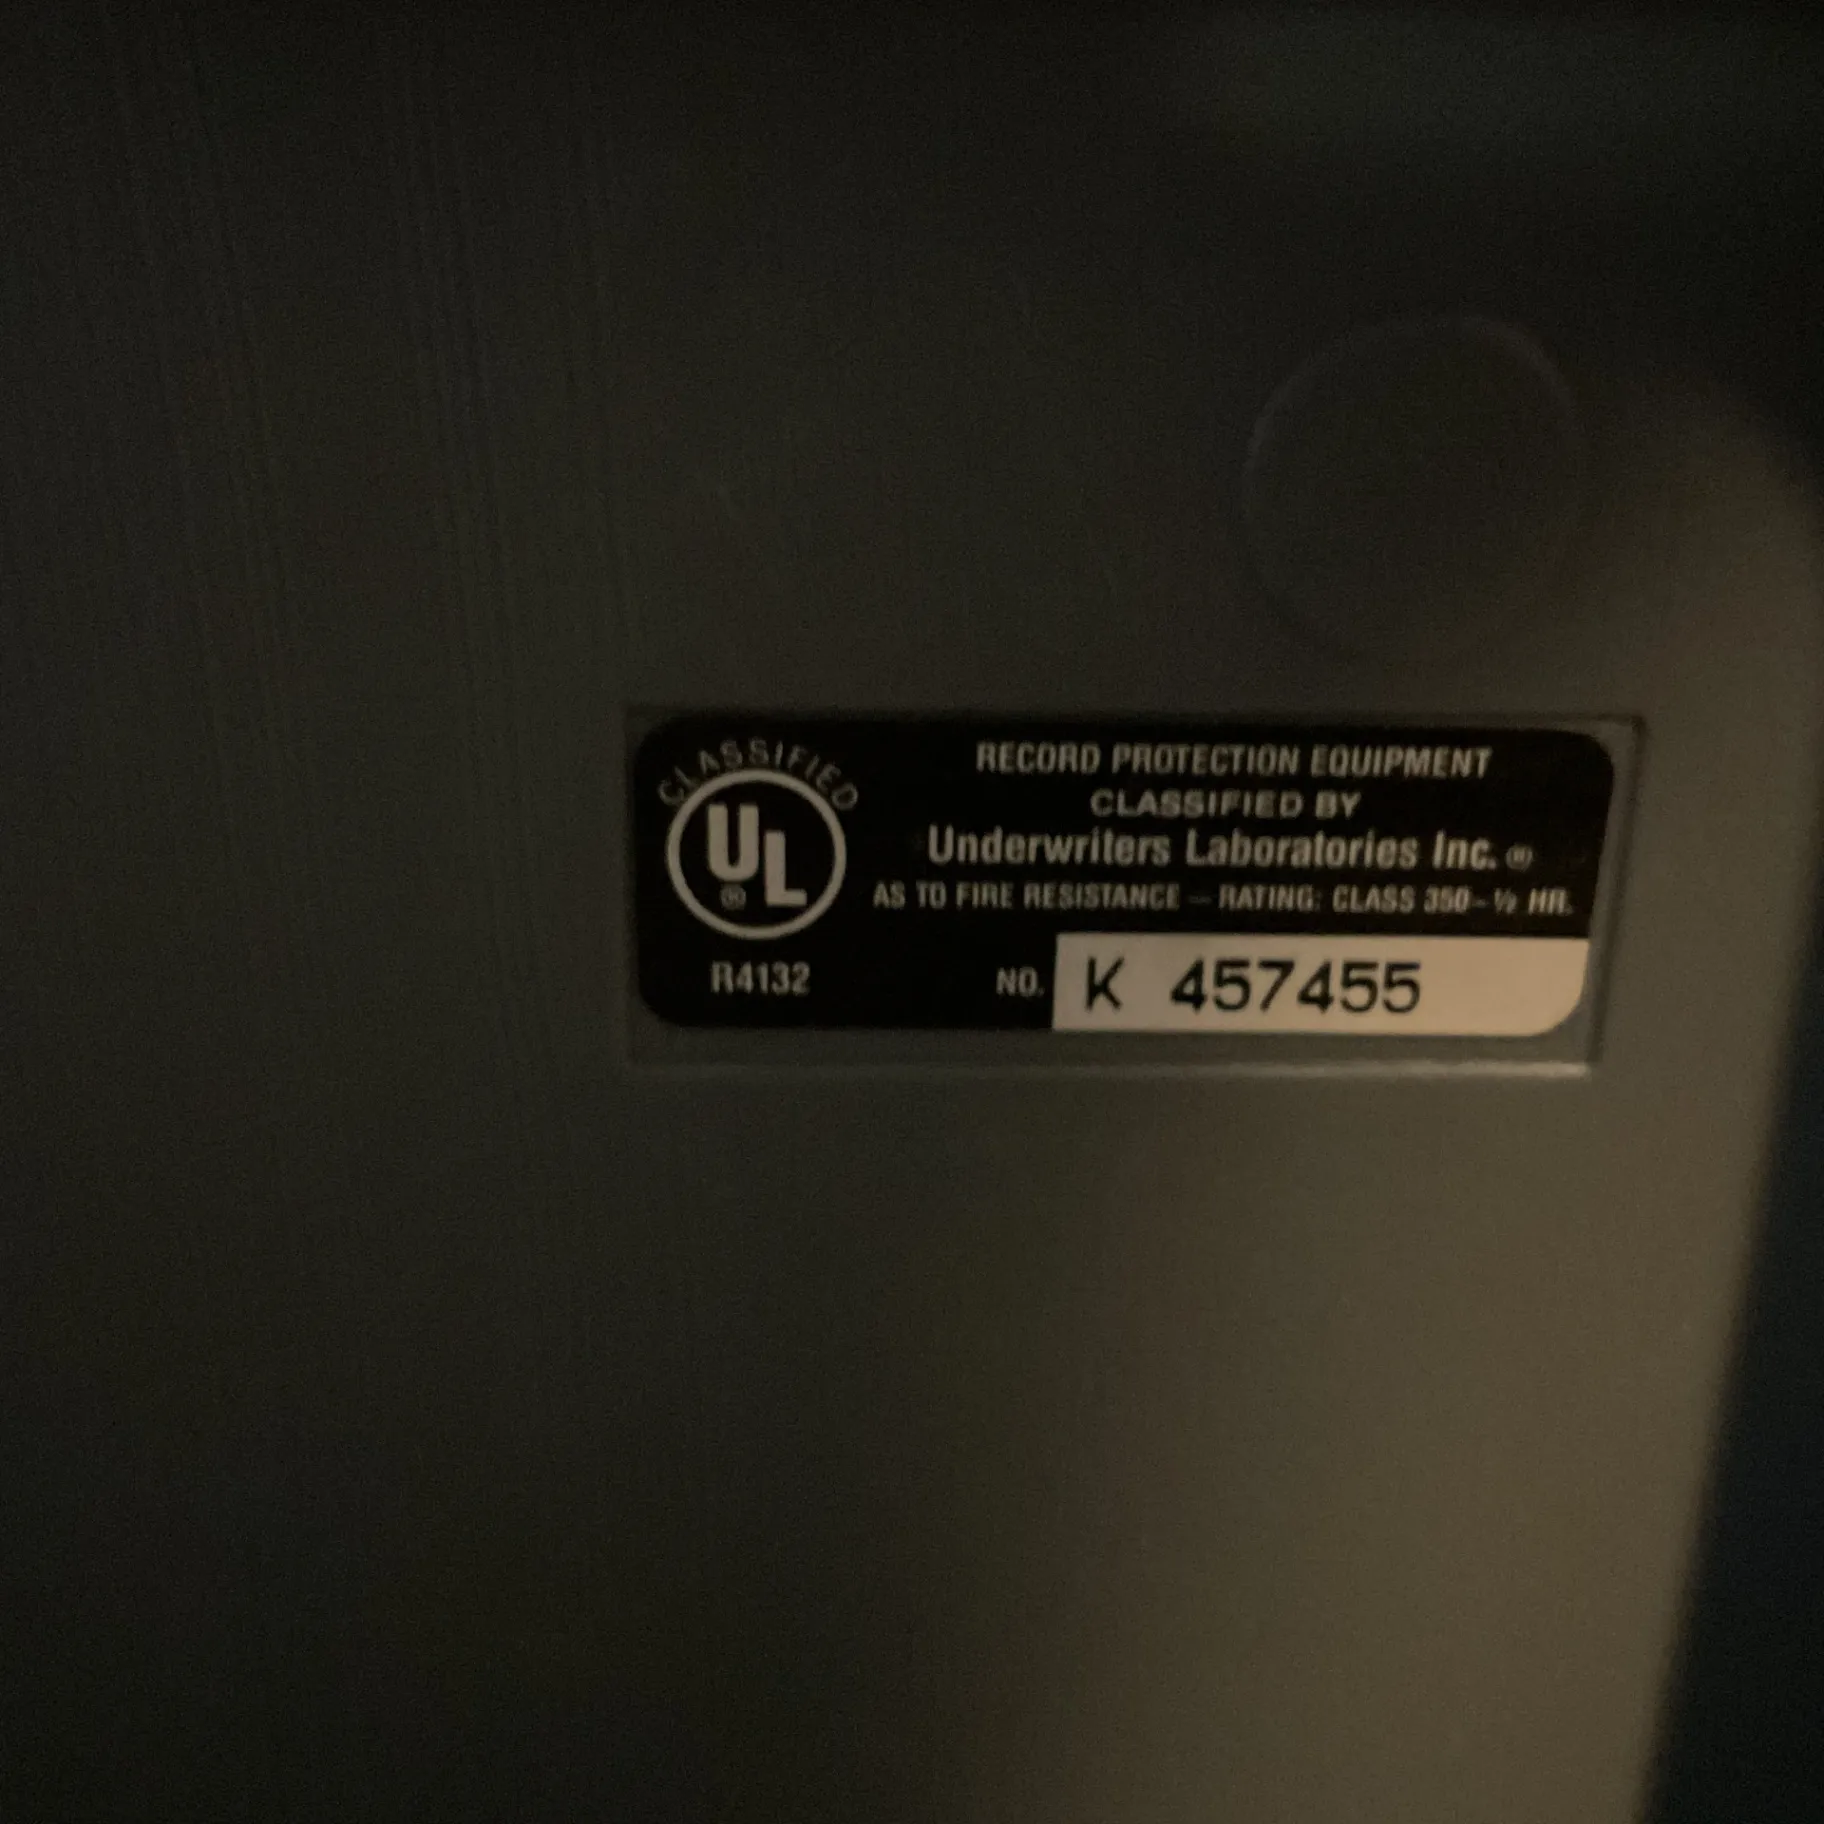 CLASSIFIED
UL
®
R4132
RECORD PROTECTION EQUIPMENT
CLASSIFIED BY
Underwriters Laboratories Inc. ®
AS TO FIRE RESISTANCE — RATING: CLASS 350 – ½ HR.
NO. K 457455